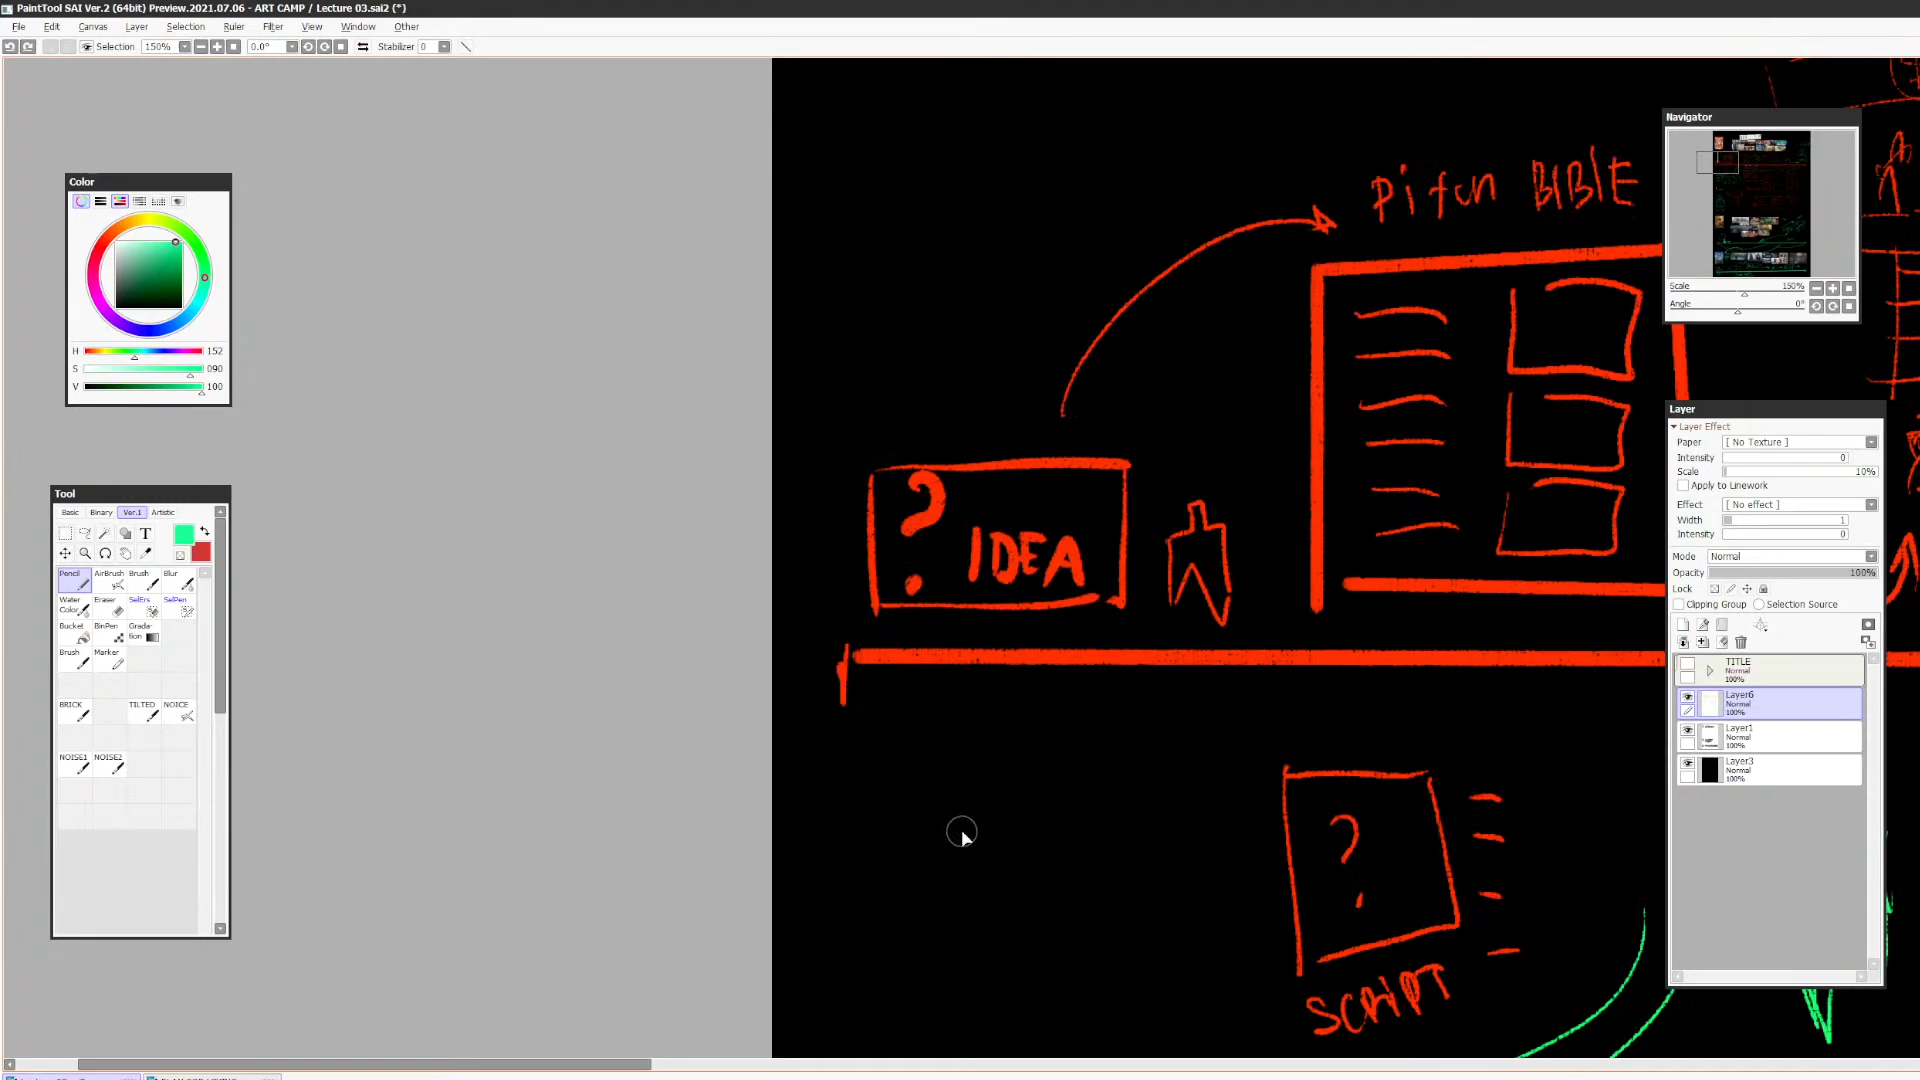 PaintTool SAI Ver.2 (64bit) Preview.2021.07.06 - ART CAMP / Lecture 03.sai2 (*)
File Edit Canvas Layer Selection Ruler Filter View Window Other
Selection 150% 0.0° Stabilizer 0
Color
H 152
S 090
V 100
Tool
Basic Binary Ver.1 Artistic
T
Pencil AirBrush Brush Blur
Water Color Eraser SelErs SelPen
Bucket BinPen Grada-tion
Brush Marker
BRICK TILTED NOICE
NOISE1 NOISE2
Pitch BIBLE
? IDEA
?
SCRIPT
Navigator
Scale 150%
Angle 0°
Layer
Layer Effect
Paper [ No Texture ]
Intensity 0
Scale 10%
Apply to Linework
Effect [ No effect ]
Width 1
Intensity 0
Mode Normal
Opacity 100%
Lock
Clipping Group Selection Source
TITLE
Normal
100%
Layer6
Normal
100%
Layer1
Normal
100%
Layer3
Normal
100%